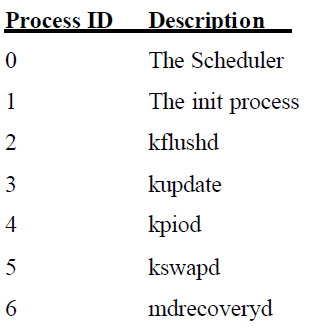 Process ID Description
0 The Scheduler
1 The init process
2 kflushd
3 kupdate
4 kpiod
5 kswapd
6 mdrecoveryd